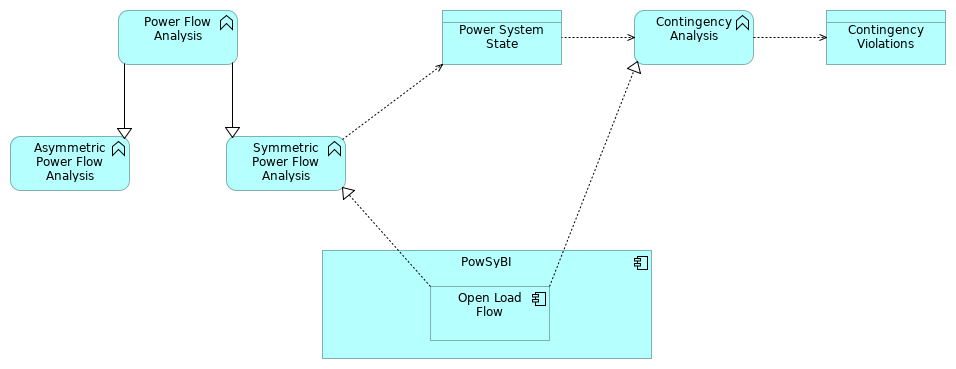 Power Flow
Analysis
Power System
State
Contingency
Analysis
Contingency
Violations
Asymmetric
Power Flow
Analysis
Symmetric
Power Flow
Analysis
PowSyBl
Open Load
Flow